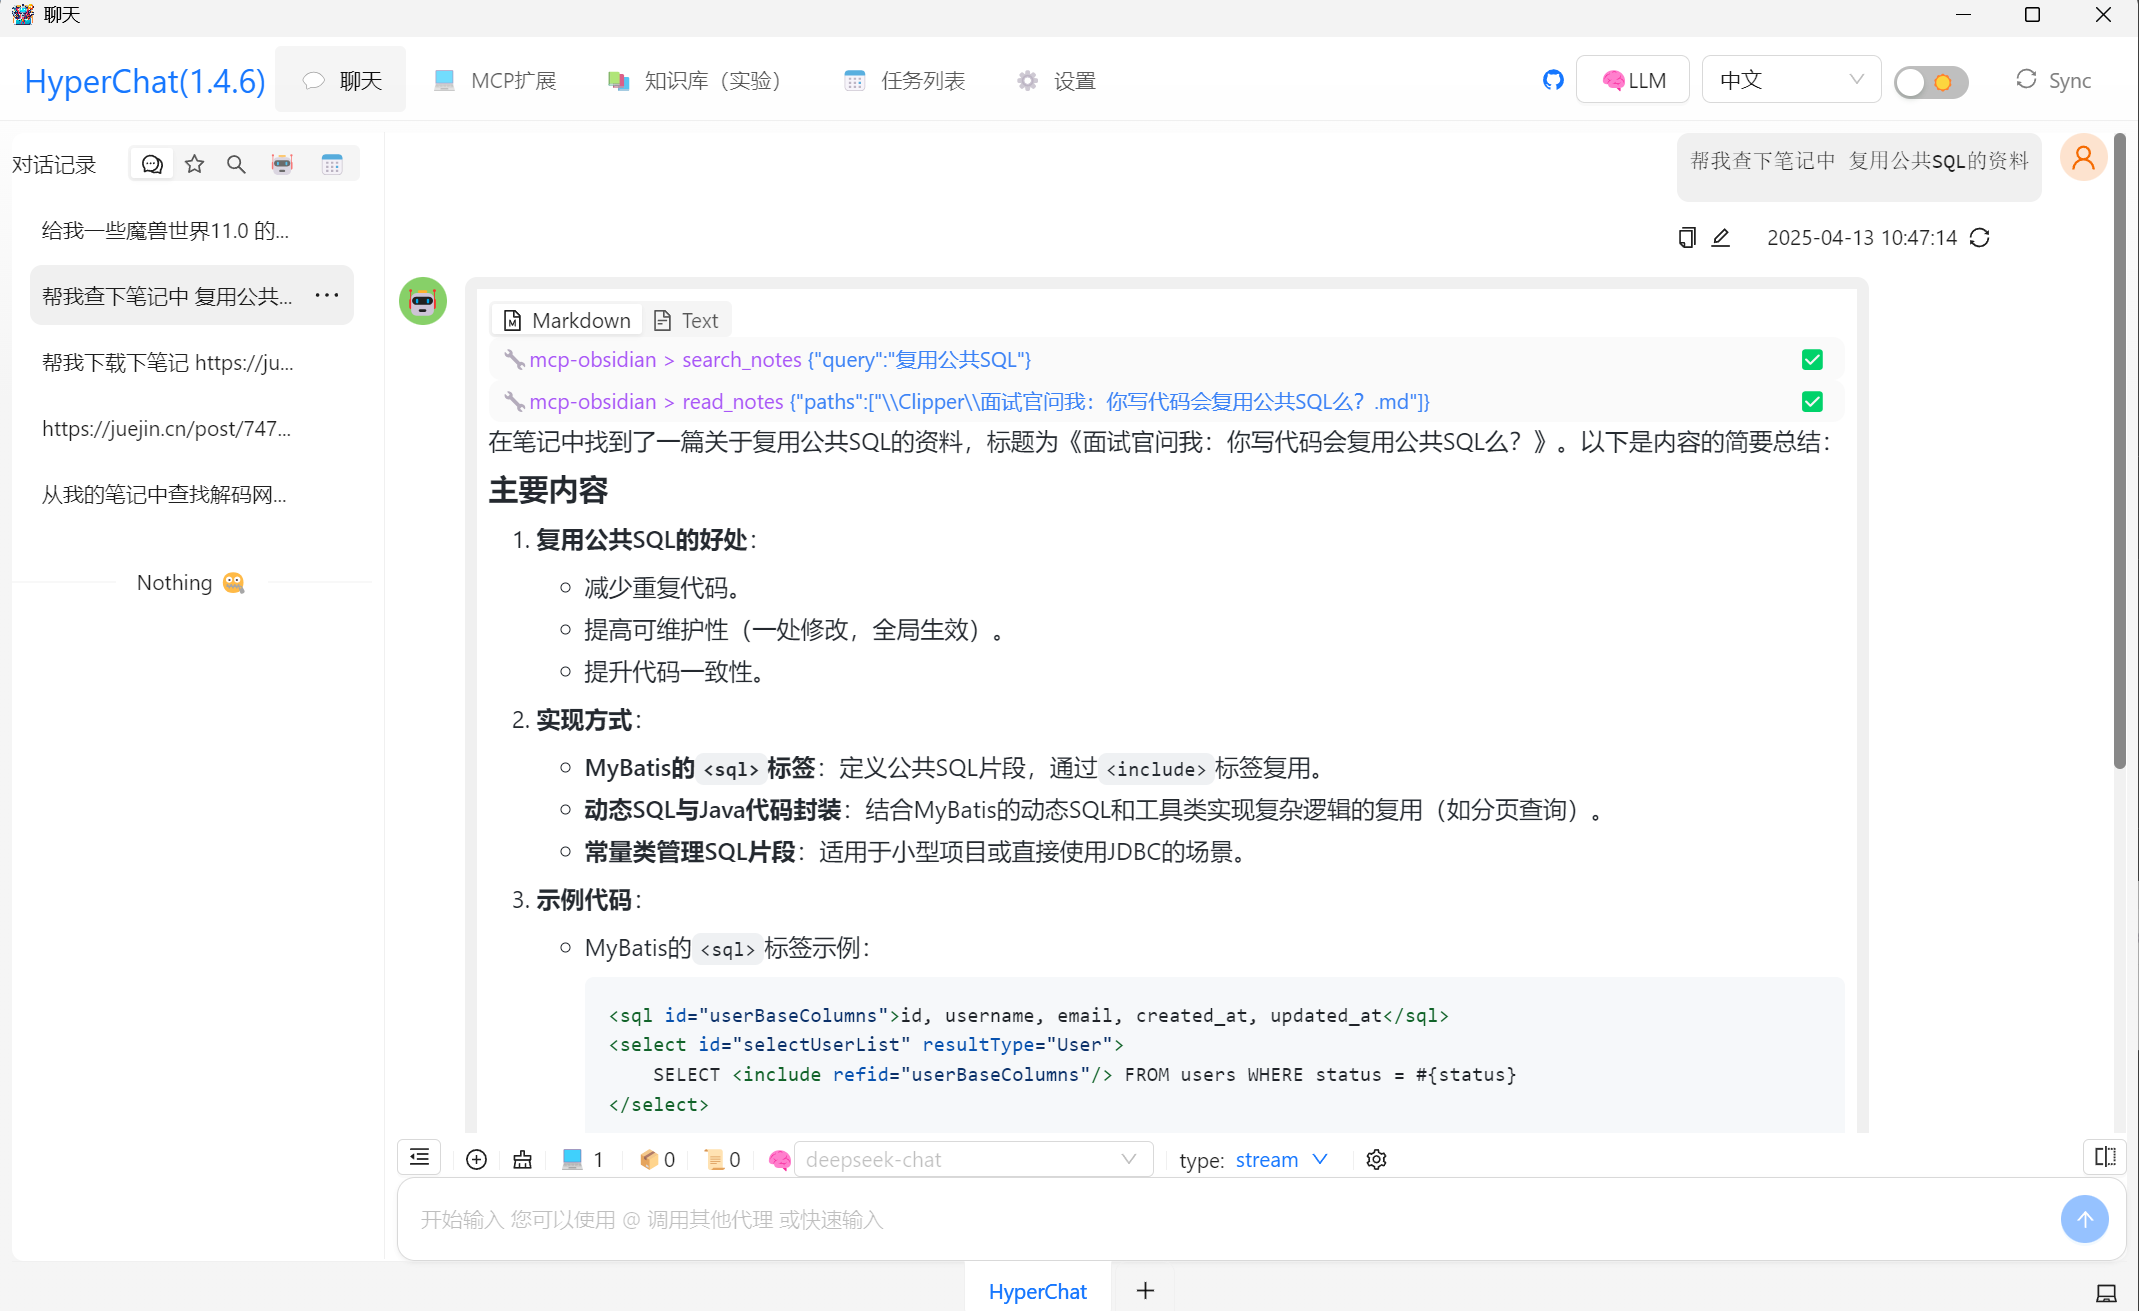 聊天
HyperChat(1.4.6)
聊天
MCP扩展
知识库（实验）
任务列表
设置
LLM
中文
Sync
对话记录
给我一些魔兽世界11.0 的...
帮我查下笔记中 复用公共...
帮我下载下笔记 https://ju...
https://juejin.cn/post/747...
从我的笔记中查找解码网...
Nothing
帮我查下笔记中 复用公共SQL的资料
2025-04-13 10:47:14
Markdown
Text
mcp-obsidian > search_notes {"query":"复用公共SQL"}
mcp-obsidian > read_notes {"paths":["\\Clipper\\面试官问我：你写代码会复用公共SQL么？.md"]}
在笔记中找到了一篇关于复用公共SQL的资料，标题为《面试官问我：你写代码会复用公共SQL么？》。以下是内容的简要总结：
主要内容
1. 复用公共SQL的好处：
减少重复代码。
提高可维护性（一处修改，全局生效）。
提升代码一致性。
2. 实现方式：
MyBatis的 <sql> 标签：定义公共SQL片段，通过 <include> 标签复用。
动态SQL与Java代码封装：结合MyBatis的动态SQL和工具类实现复杂逻辑的复用（如分页查询）。
常量类管理SQL片段：适用于小型项目或直接使用JDBC的场景。
3. 示例代码：
MyBatis的 <sql> 标签示例：
<sql id="userBaseColumns">id, username, email, created_at, updated_at</sql>
<select id="selectUserList" resultType="User">
    SELECT <include refid="userBaseColumns"/> FROM users WHERE status = #{status}
</select>
1
0
0
deepseek-chat
type: stream
开始输入 您可以使用 @ 调用其他代理 或快速输入
HyperChat